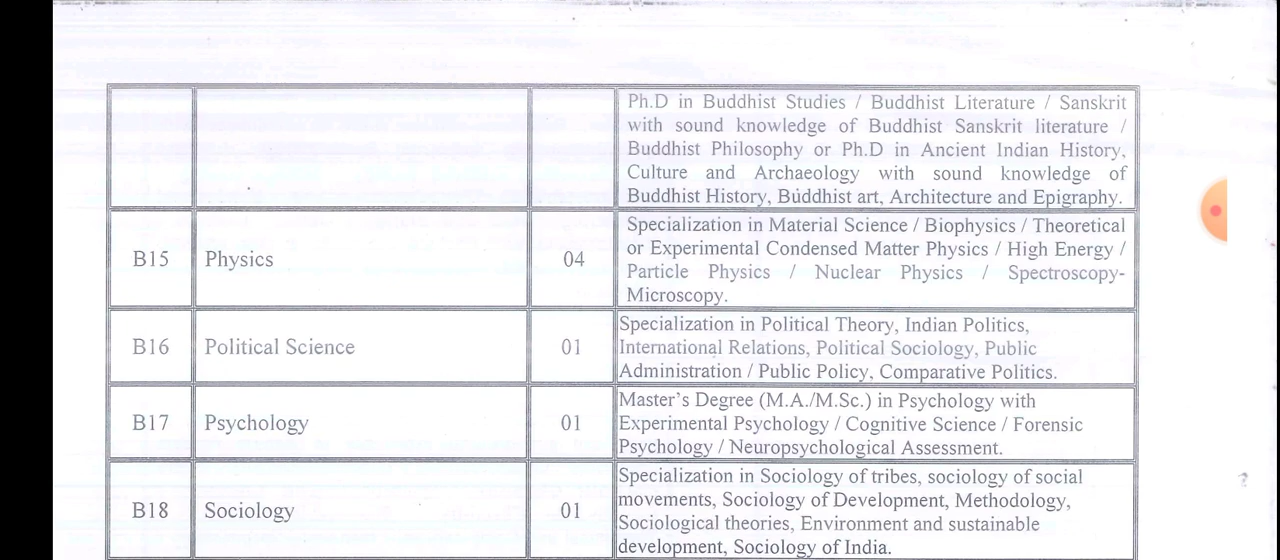 Ph.D in Buddhist Studies / Buddhist Literature / Sanskrit
with sound knowledge of Buddhist Sanskrit literature /
Buddhist Philosophy or Ph.D in Ancient Indian History,
Culture and Archaeology with sound knowledge of
Buddhist History, Buddhist art, Architecture and Epigraphy.
B15 Physics 04
Specialization in Material Science / Biophysics / Theoretical
or Experimental Condensed Matter Physics / High Energy /
Particle Physics / Nuclear Physics / Spectroscopy-
Microscopy.
B16 Political Science 01
Specialization in Political Theory, Indian Politics,
International Relations, Political Sociology, Public
Administration / Public Policy, Comparative Politics.
B17 Psychology 01
Master's Degree (M.A./M.Sc.) in Psychology with
Experimental Psychology / Cognitive Science / Forensic
Psychology / Neuropsychological Assessment.
B18 Sociology 01
Specialization in Sociology of tribes, sociology of social
movements, Sociology of Development, Methodology,
Sociological theories, Environment and sustainable
development, Sociology of India.